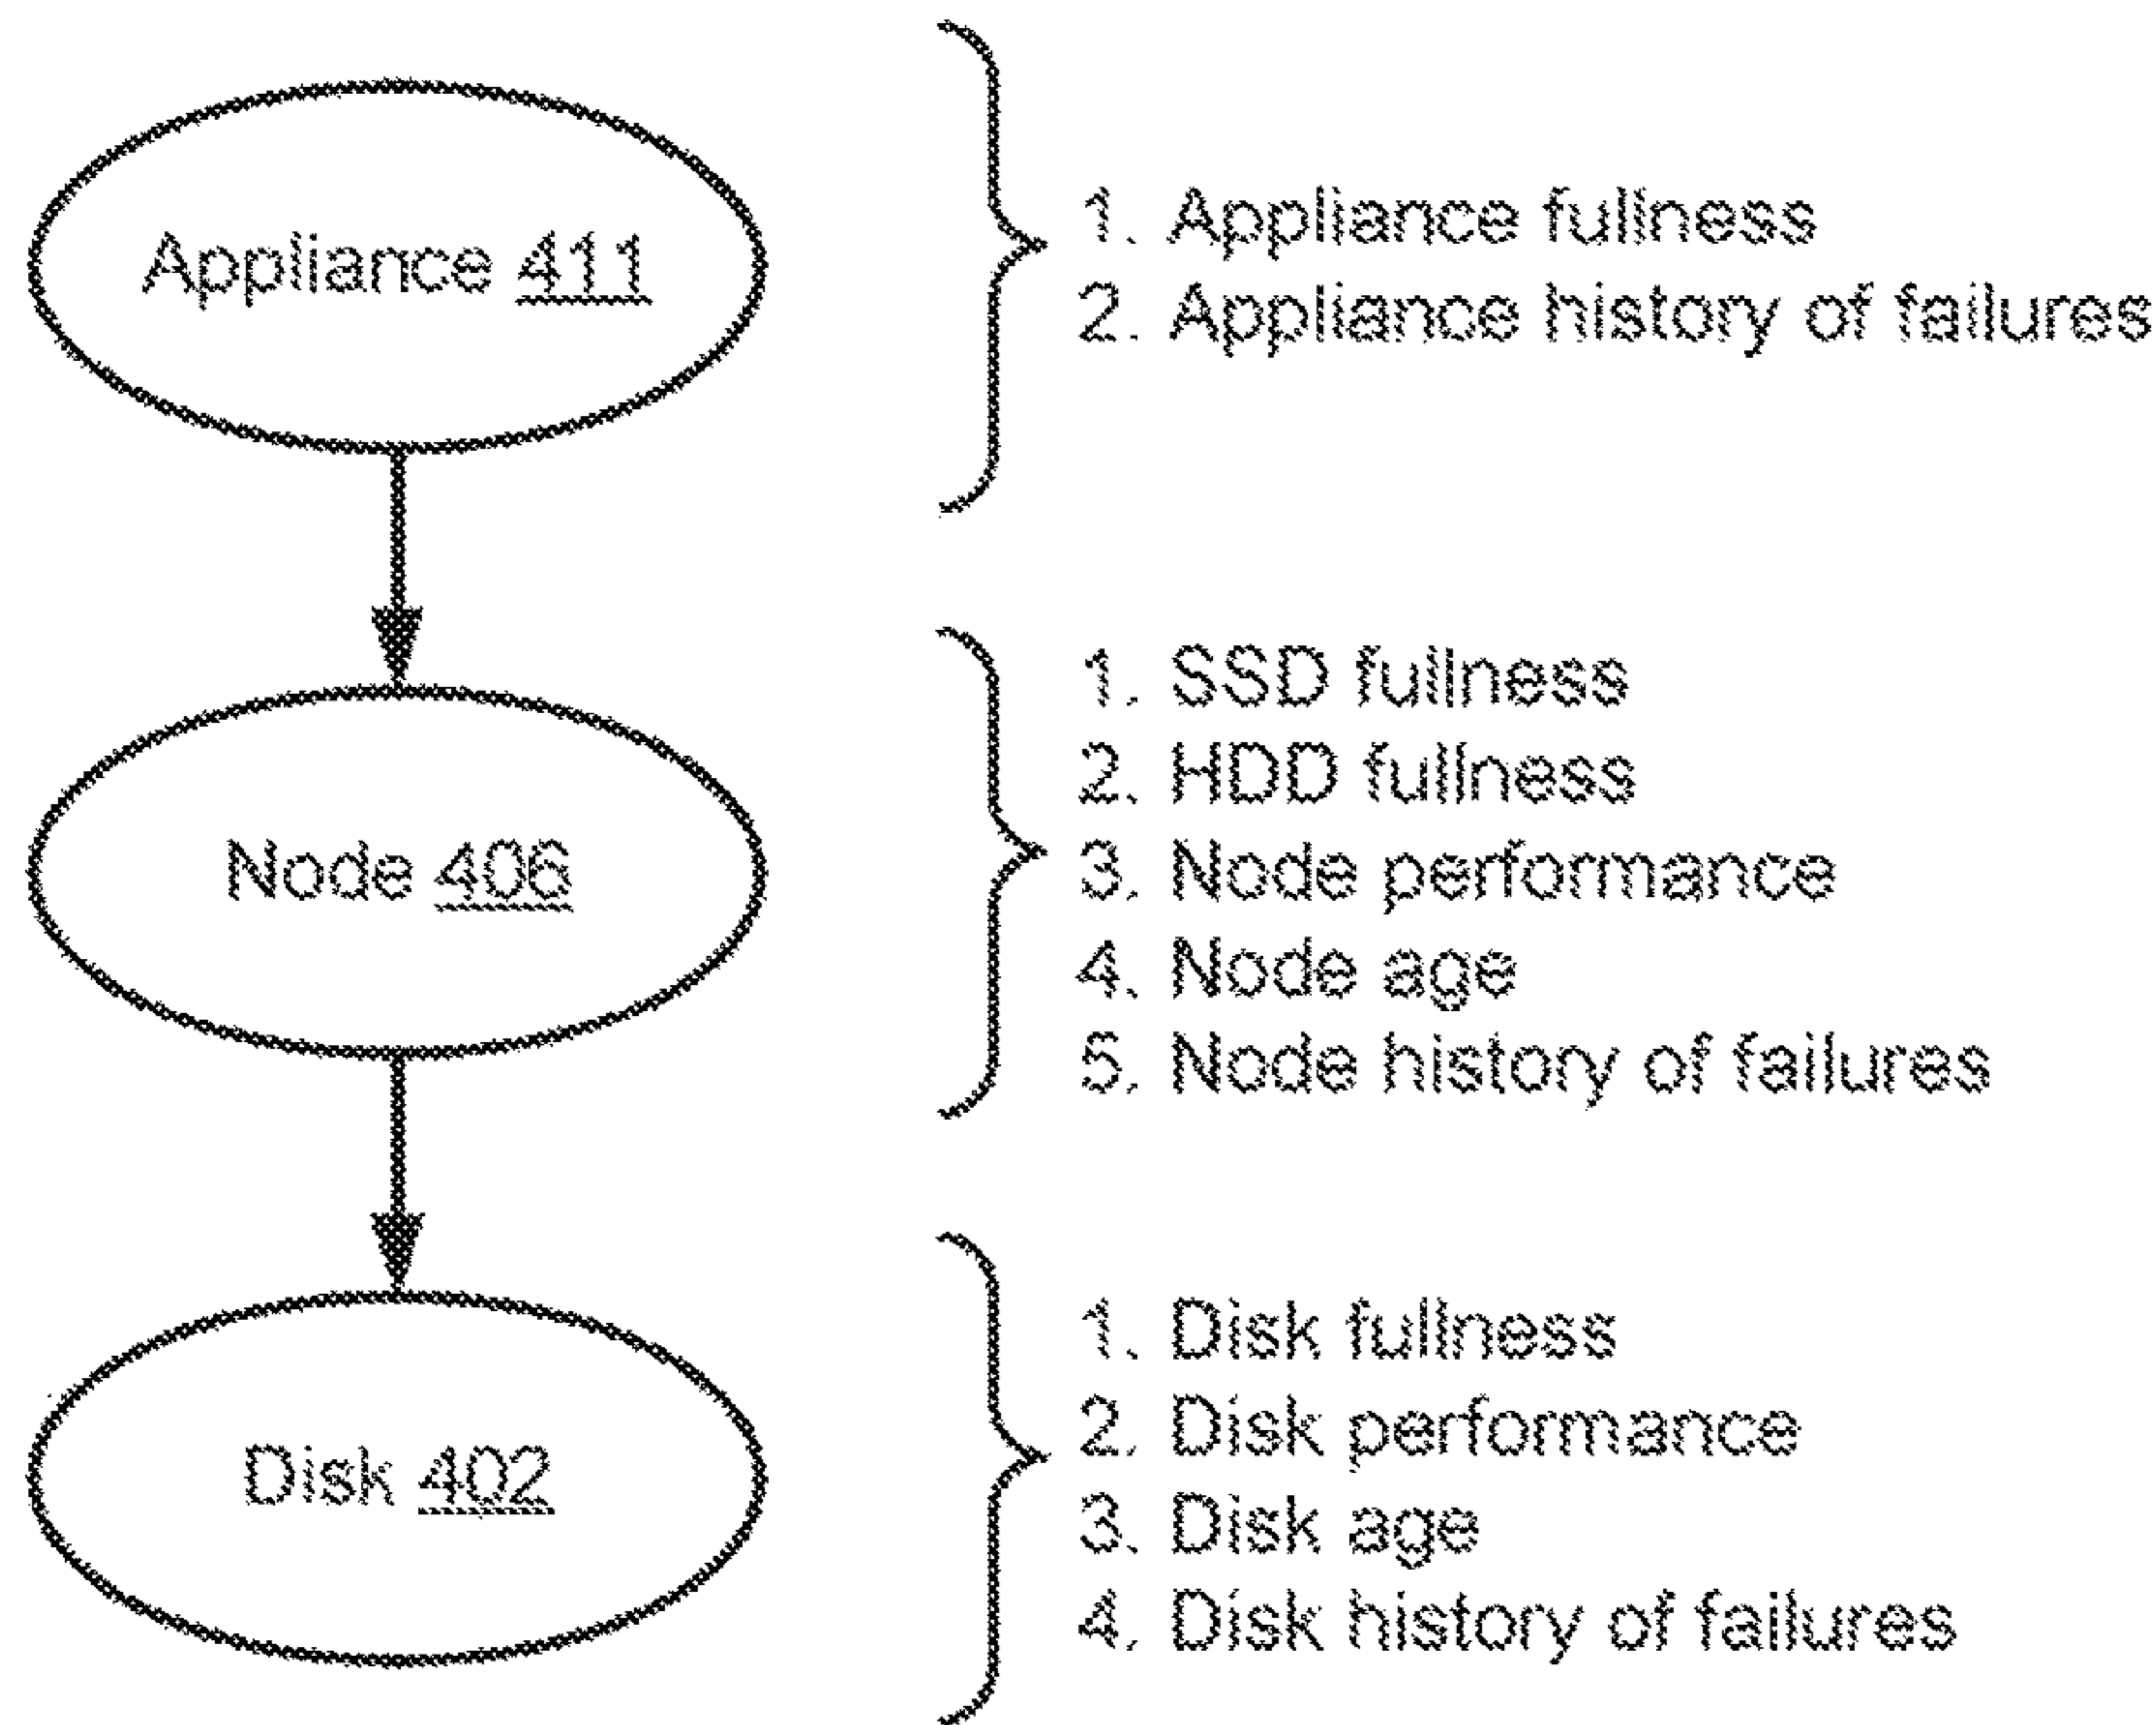 Appliance 411
1. Appliance fullness
2. Appliance history of failures
Node 406
1. SSD fullness
2. HDD fullness
3. Node performance
4. Node age
5. Node history of failures
Disk 402
1. Disk fullness
2. Disk performance
3. Disk age
4. Disk history of failures